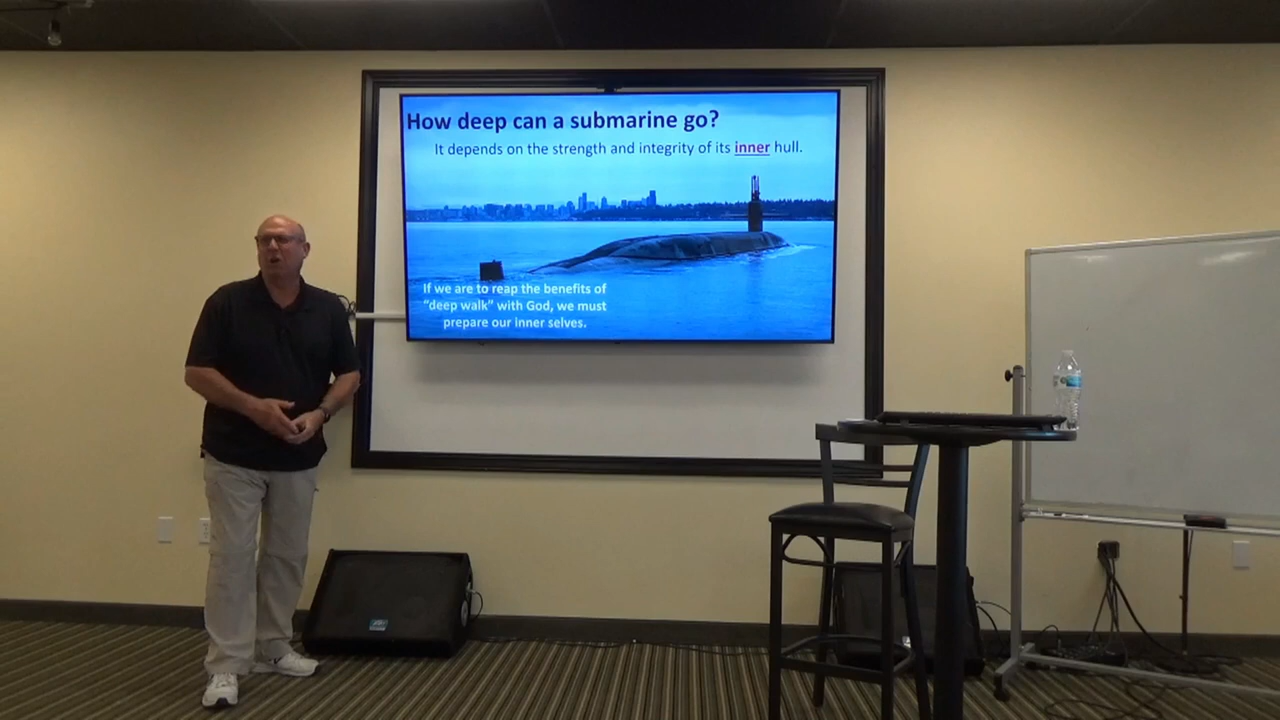 How deep can a submarine go?
It depends on the strength and integrity of its inner hull.
If we are to reap the benefits of
“deep walk” with God, we must
prepare our inner selves.